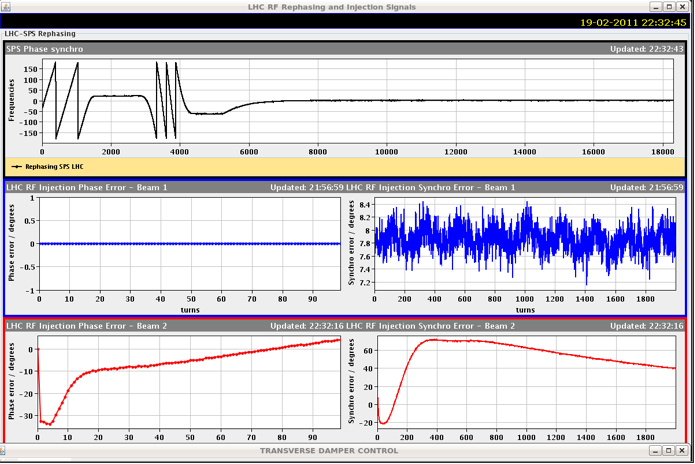 LHC RF Rephasing and Injection Signals
19-02-2011 22:32:45
LHC-SPS Rephasing
SPS Phase synchro Updated: 22:32:43
Frequencies
150
100
50
0
-50
-100
-150
0 2000 4000 6000 8000 10000 12000 14000 16000 18000
Rephasing SPS LHC
LHC RF Injection Phase Error - Beam 1 Updated: 21:56:59
Phase error / degrees
1
0.5
0
-0.5
-1
0 10 20 30 40 50 60 70 80 90
turns
LHC RF Injection Synchro Error - Beam 1 Updated: 21:56:59
Synchro error / degrees
8.4
8.2
8
7.8
7.6
7.4
7.2
0 200 400 600 800 1000 1200 1400 1600 1800
turns
LHC RF Injection Phase Error - Beam 2 Updated: 22:32:16
Phase error / degrees
0
-10
-20
-30
0 10 20 30 40 50 60 70 80 90
LHC RF Injection Synchro Error - Beam 2 Updated: 22:32:16
Synchro error / degrees
60
40
20
0
-20
0 200 400 600 800 1000 1200 1400 1600 1800
TRANSVERSE DAMPER CONTROL